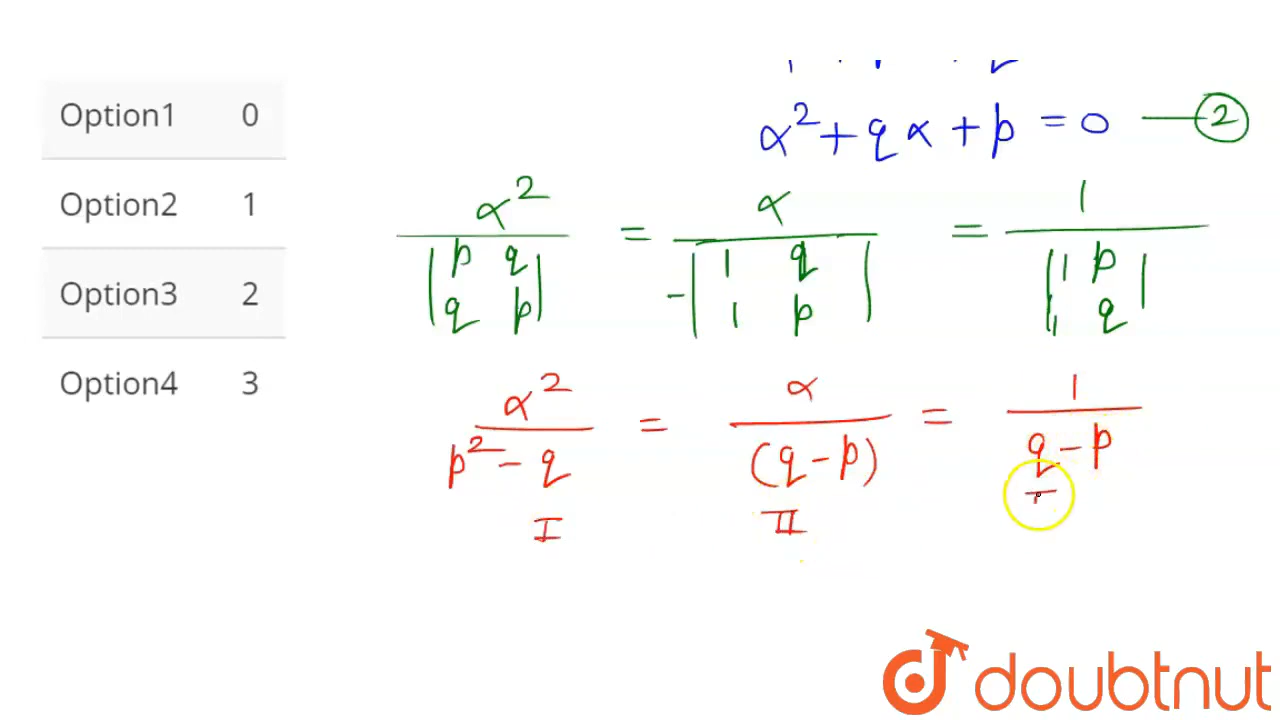 Option1 0
Option2 1
Option3 2
Option4 3
α² + qα + p = 0 — ②
α² / |p q; q p| = α / -|1 q; 1 p| = 1 / |1 p; 1 q|
α² / p² - q = α / (q - p) = 1 / q - p
I II
doubtnut